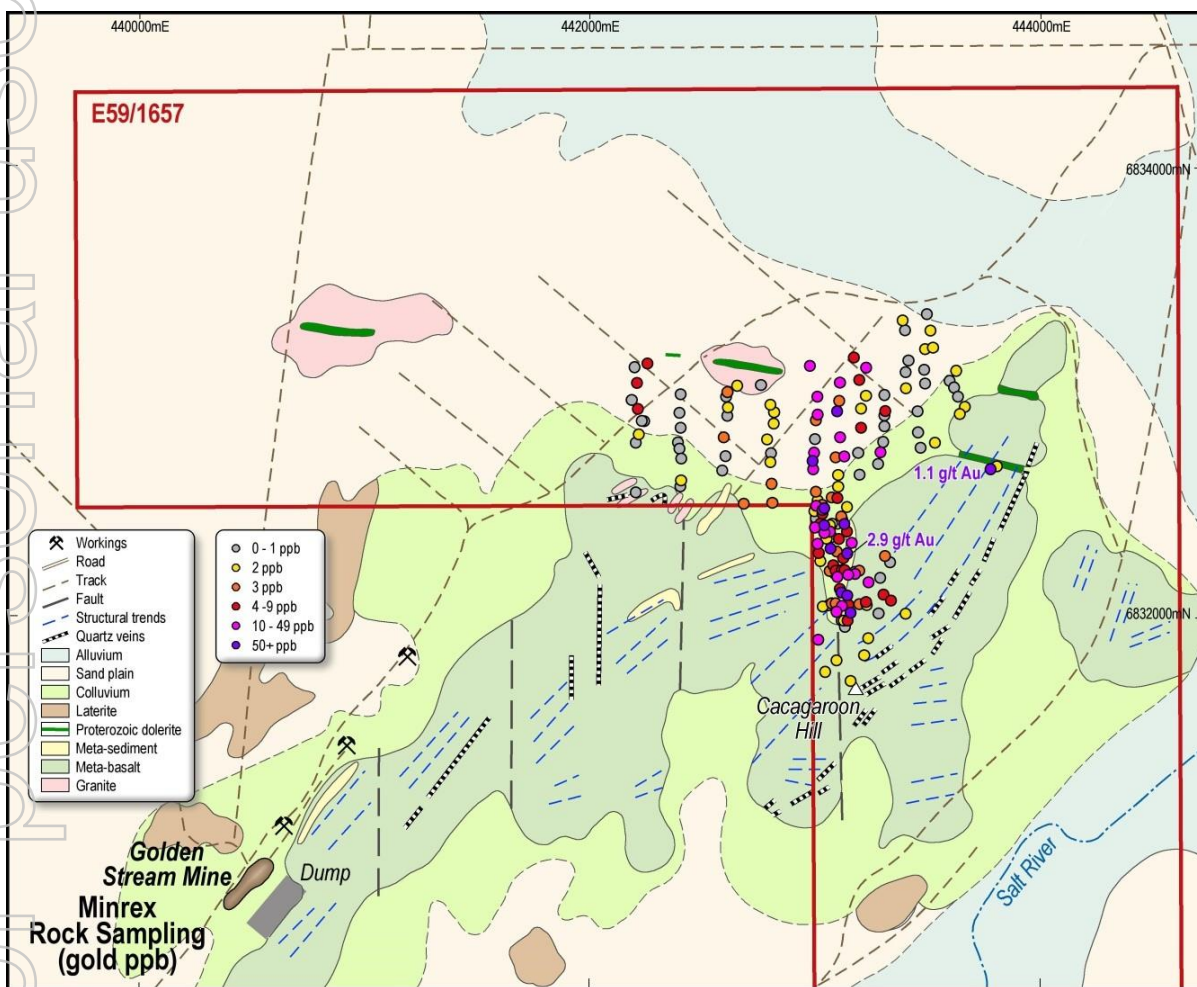 440000mE
442000mE
444000mE
E59/1657
6834000mN
1.1 g/t Au
2.9 g/t Au
6832000mN
Workings
Road
Track
Fault
Structural trends
Quartz veins
Alluvium
Sand plain
Colluvium
Laterite
Proterozoic dolerite
Meta-sediment
Meta-basalt
Granite
0 - 1 ppb
2 ppb
3 ppb
4 -9 ppb
10 - 49 ppb
50+ ppb
Cacagaroon
Hill
Golden
Stream Mine
Dump
Salt River
Minrex
Rock Sampling
(gold ppb)